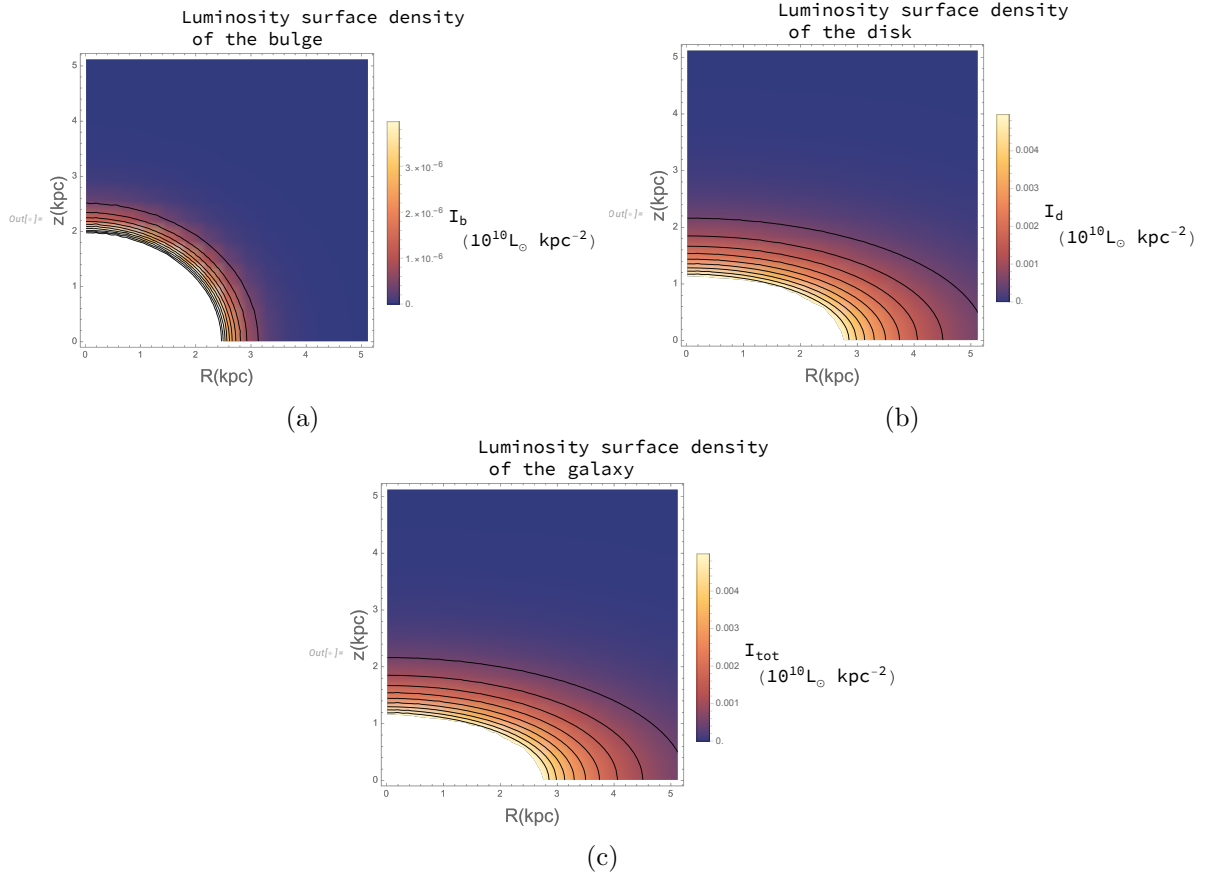 Luminosity surface density
of the bulge
5
4
3
2
1
0
0 1 2 3 4 5
z(kpc)
R(kpc)
Out[∘]=
3.×10⁻⁶
2.×10⁻⁶
1.×10⁻⁶
0.
I_b
(10¹⁰L☉ kpc⁻²)
(a)
Luminosity surface density
of the disk
5
4
3
2
1
0
0 1 2 3 4 5
z(kpc)
R(kpc)
Out[∘]=
0.004
0.003
0.002
0.001
0.
I_d
(10¹⁰L☉ kpc⁻²)
(b)
Luminosity surface density
of the galaxy
5
4
3
2
1
0
0 1 2 3 4 5
z(kpc)
R(kpc)
Out[∘]=
0.004
0.003
0.002
0.001
0.
I_tot
(10¹⁰L☉ kpc⁻²)
(c)